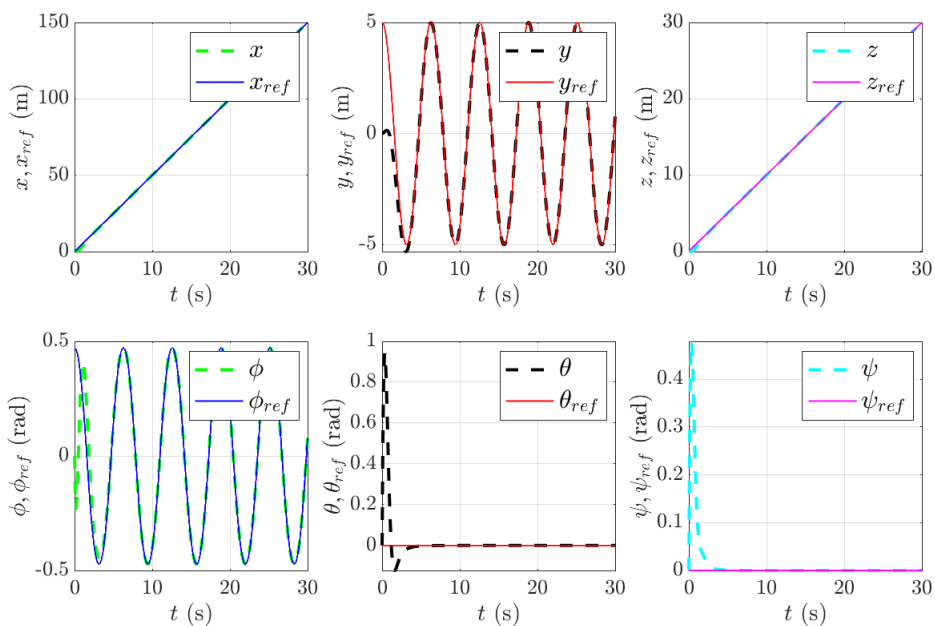 150
100
50
0
x, x_ref (m)
x
x_ref
0 10 20 30
t (s)
5
0
-5
y, y_ref (m)
y
y_ref
0 10 20 30
t (s)
30
20
10
0
z, z_ref (m)
z
z_ref
0 10 20 30
t (s)
0.5
0
-0.5
ϕ, ϕ_ref (rad)
ϕ
ϕ_ref
0 10 20 30
t (s)
1
0.8
0.6
0.4
0.2
0
θ, θ_ref (rad)
θ
θ_ref
0 10 20 30
t (s)
0.4
0.3
0.2
0.1
0
ψ, ψ_ref (rad)
ψ
ψ_ref
0 10 20 30
t (s)